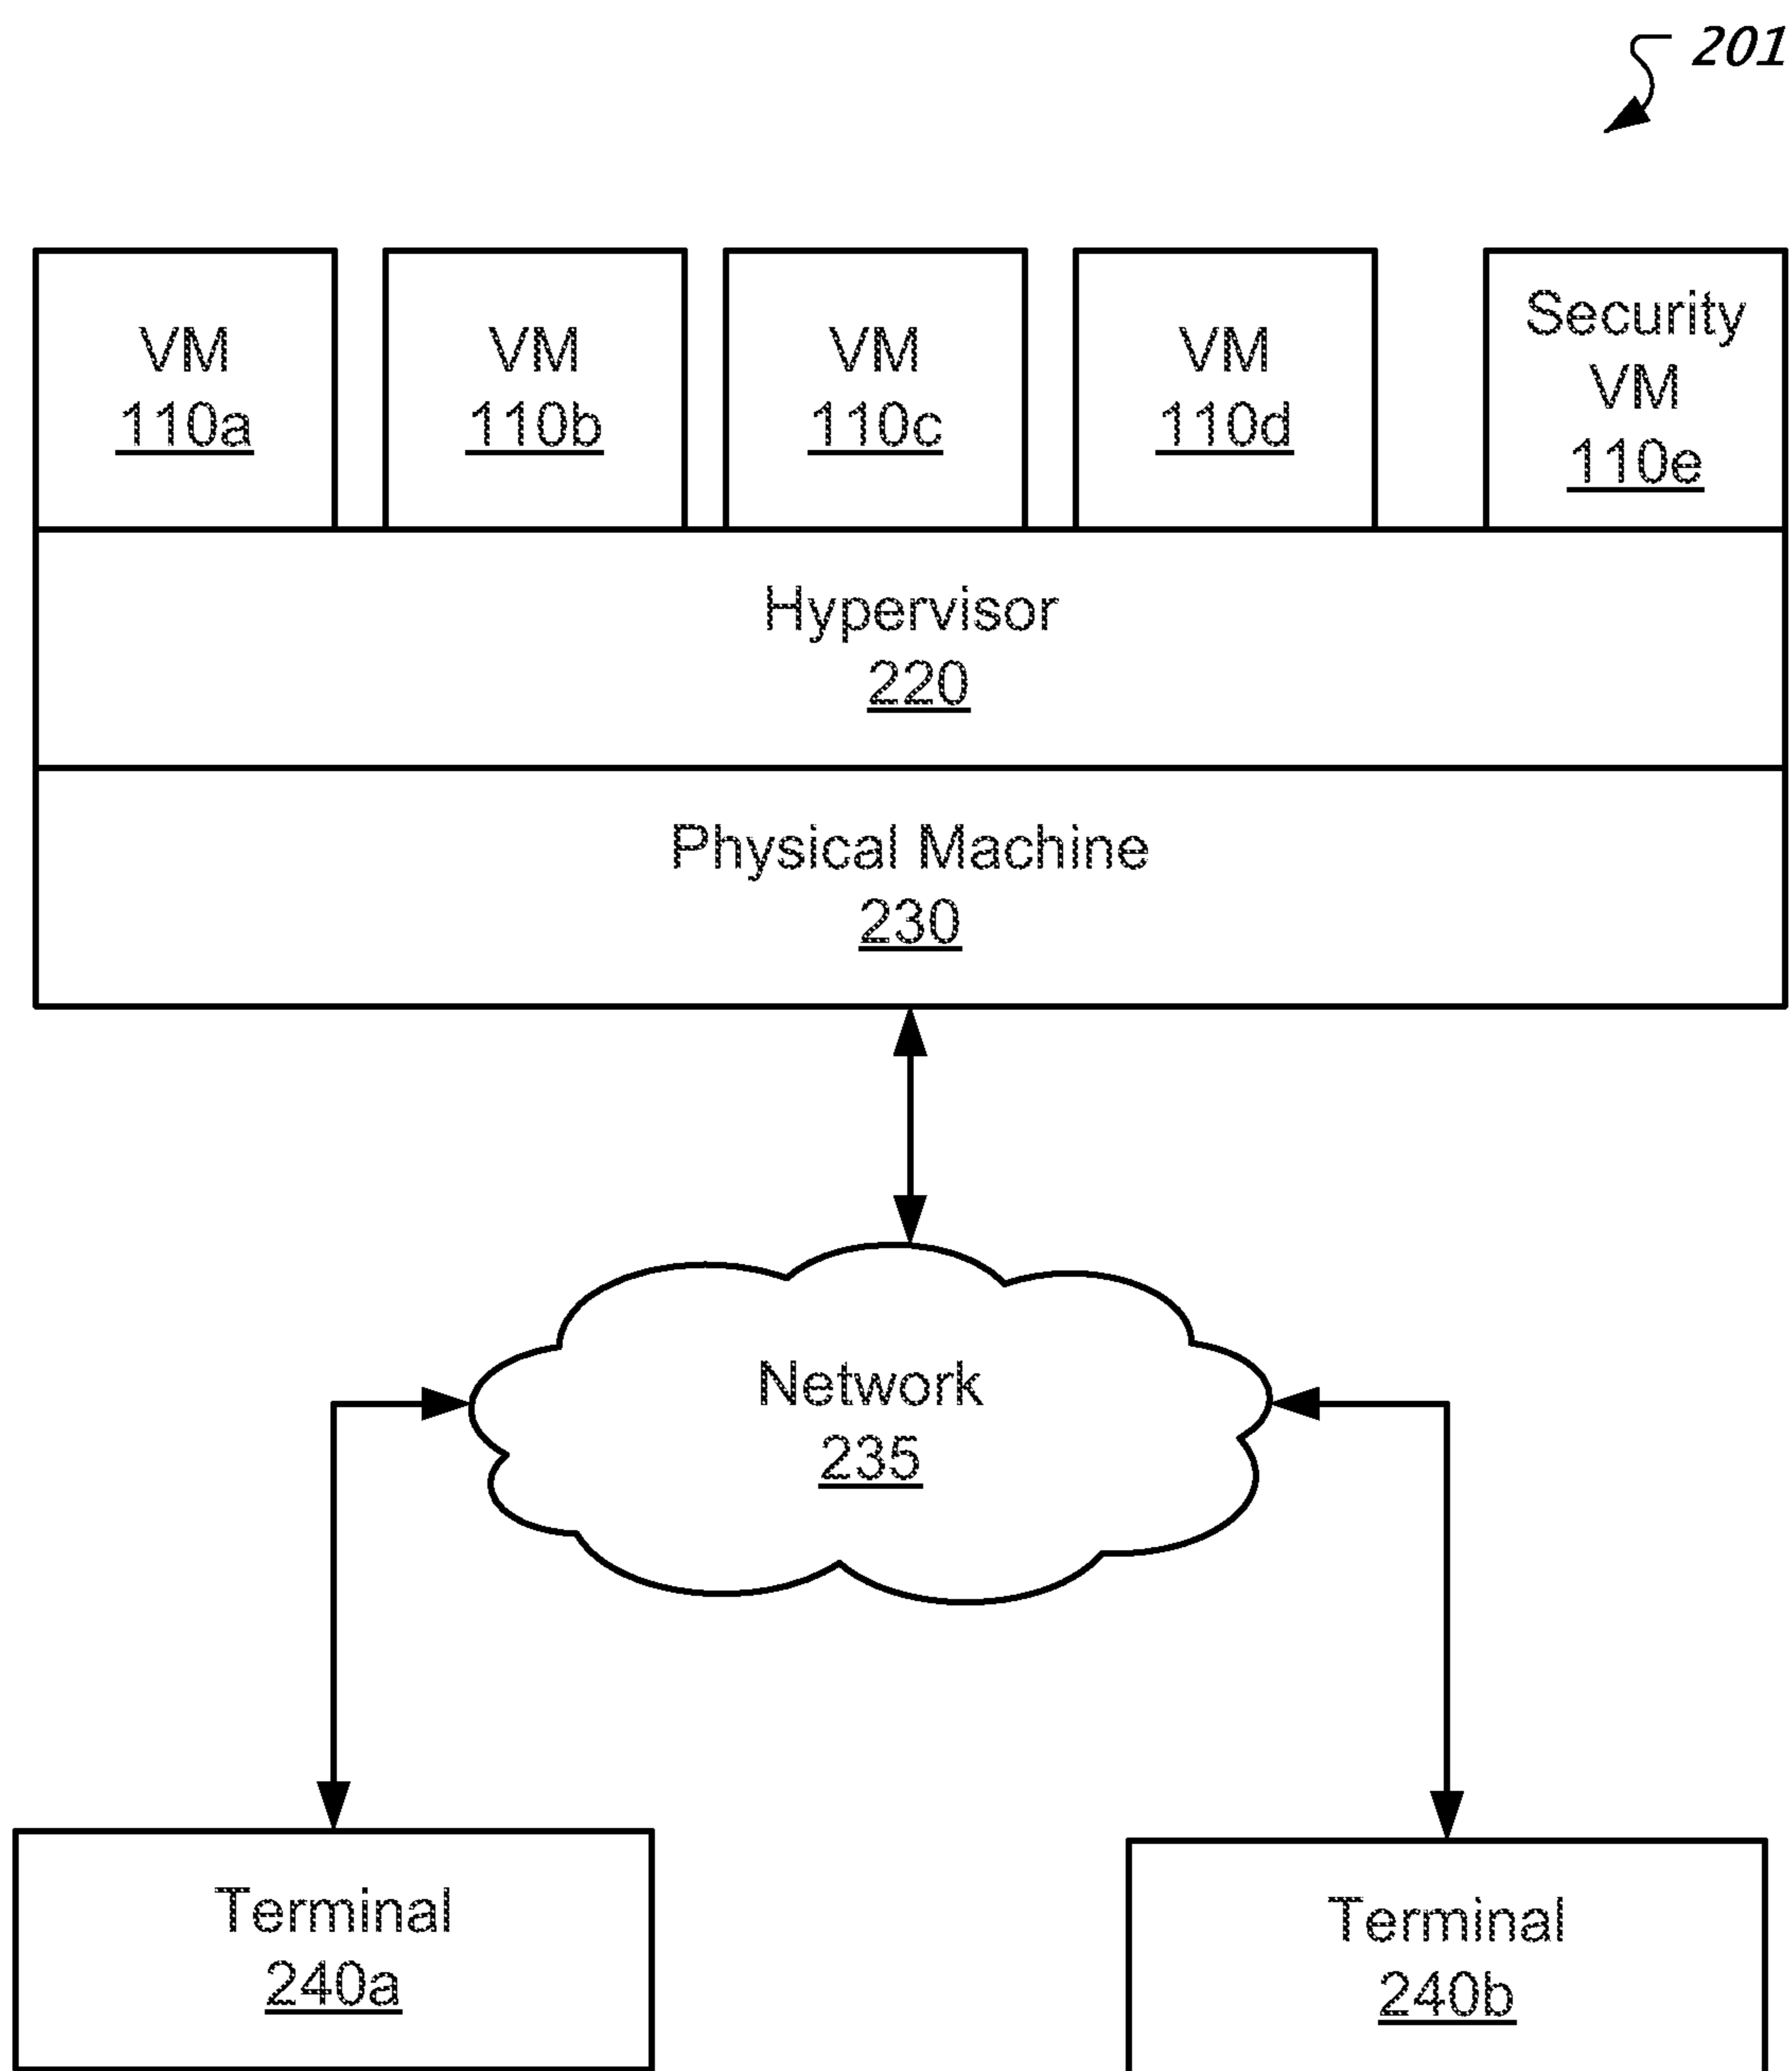 201
VM
110a
VM
110b
VM
110c
VM
110d
Security
VM
110e
Hypervisor
220
Physical Machine
230
Network
235
Terminal
240a
Terminal
240b